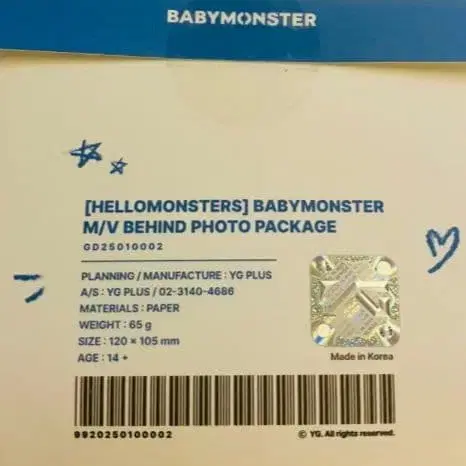 BABYMONSTER
[HELLOMONSTERS] BABYMONSTER
M/V BEHIND PHOTO PACKAGE
GD25010002
PLANNING / MANUFACTURE : YG PLUS
A/S : YG PLUS / 02-3140-4686
MATERIALS : PAPER
WEIGHT : 65 g
SIZE : 120 × 105 mm
AGE : 14 +
Made in Korea
9920250100002
© YG. All rights reserved.